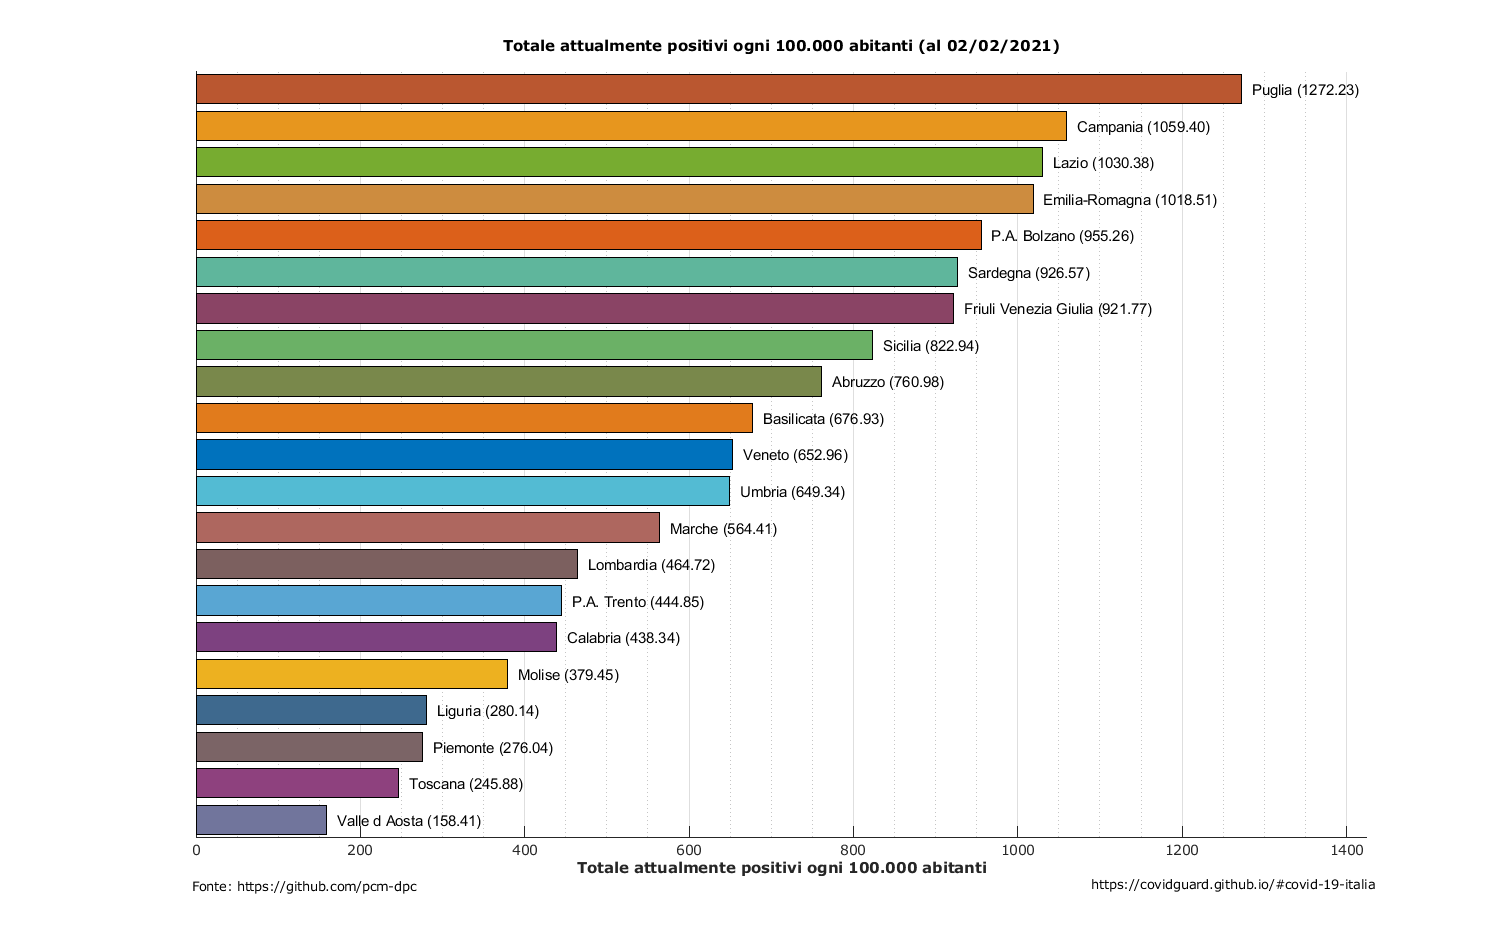 Totale attualmente positivi ogni 100.000 abitanti (al 02/02/2021)
Puglia (1272.23)
Campania (1059.40)
Lazio (1030.38)
Emilia-Romagna (1018.51)
P.A. Bolzano (955.26)
Sardegna (926.57)
Friuli Venezia Giulia (921.77)
Sicilia (822.94)
Abruzzo (760.98)
Basilicata (676.93)
Veneto (652.96)
Umbria (649.34)
Marche (564.41)
Lombardia (464.72)
P.A. Trento (444.85)
Calabria (438.34)
Molise (379.45)
Liguria (280.14)
Piemonte (276.04)
Toscana (245.88)
Valle d Aosta (158.41)
0 200 400 600 800 1000 1200 1400
Totale attualmente positivi ogni 100.000 abitanti
Fonte: https://github.com/pcm-dpc
https://covidguard.github.io/#covid-19-italia